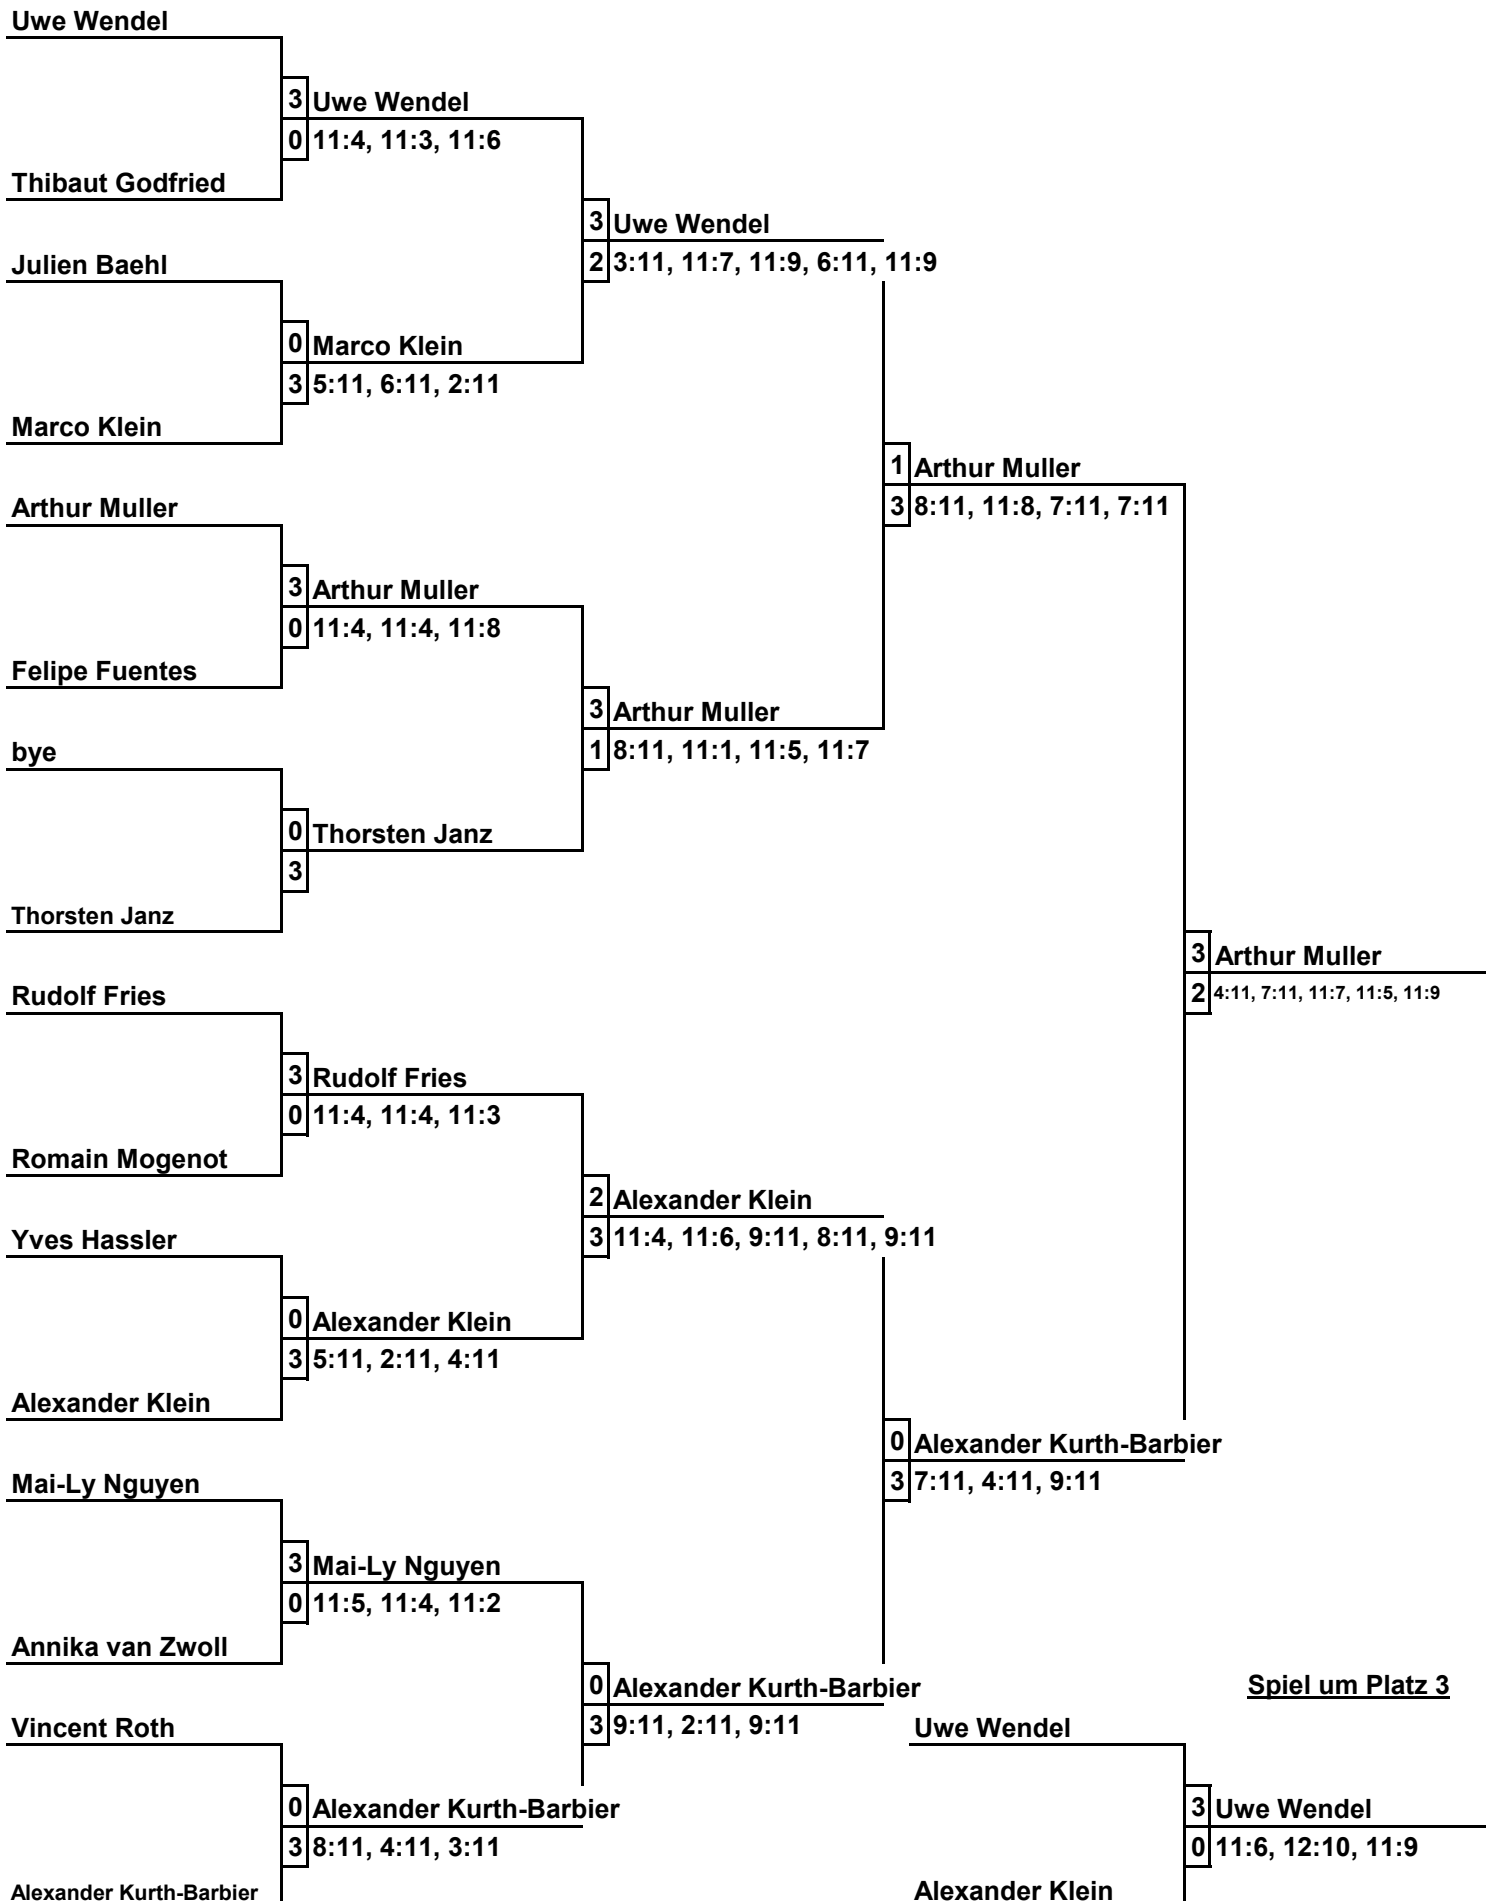 Uwe Wendel
3 Uwe Wendel
0 11:4, 11:3, 11:6
Thibaut Godfried
3 Uwe Wendel
Julien Baehl
2 3:11, 11:7, 11:9, 6:11, 11:9
0 Marco Klein
3 5:11, 6:11, 2:11
Marco Klein
1 Arthur Muller
Arthur Muller
3 8:11, 11:8, 7:11, 7:11
3 Arthur Muller
0 11:4, 11:4, 11:8
Felipe Fuentes
3 Arthur Muller
bye
1 8:11, 11:1, 11:5, 11:7
0 Thorsten Janz
3
Thorsten Janz
3 Arthur Muller
Rudolf Fries
2 4:11, 7:11, 11:7, 11:5, 11:9
3 Rudolf Fries
0 11:4, 11:4, 11:3
Romain Mogenot
2 Alexander Klein
Yves Hassler
3 11:4, 11:6, 9:11, 8:11, 9:11
0 Alexander Klein
3 5:11, 2:11, 4:11
Alexander Klein
0 Alexander Kurth-Barbier
Mai-Ly Nguyen
3 7:11, 4:11, 9:11
3 Mai-Ly Nguyen
0 11:5, 11:4, 11:2
Annika van Zwoll
0 Alexander Kurth-Barbier
Spiel um Platz 3
Vincent Roth
3 9:11, 2:11, 9:11
Uwe Wendel
0 Alexander Kurth-Barbier
3 Uwe Wendel
3 8:11, 4:11, 3:11
0 11:6, 12:10, 11:9
Alexander Kurth-Barbier
Alexander Klein